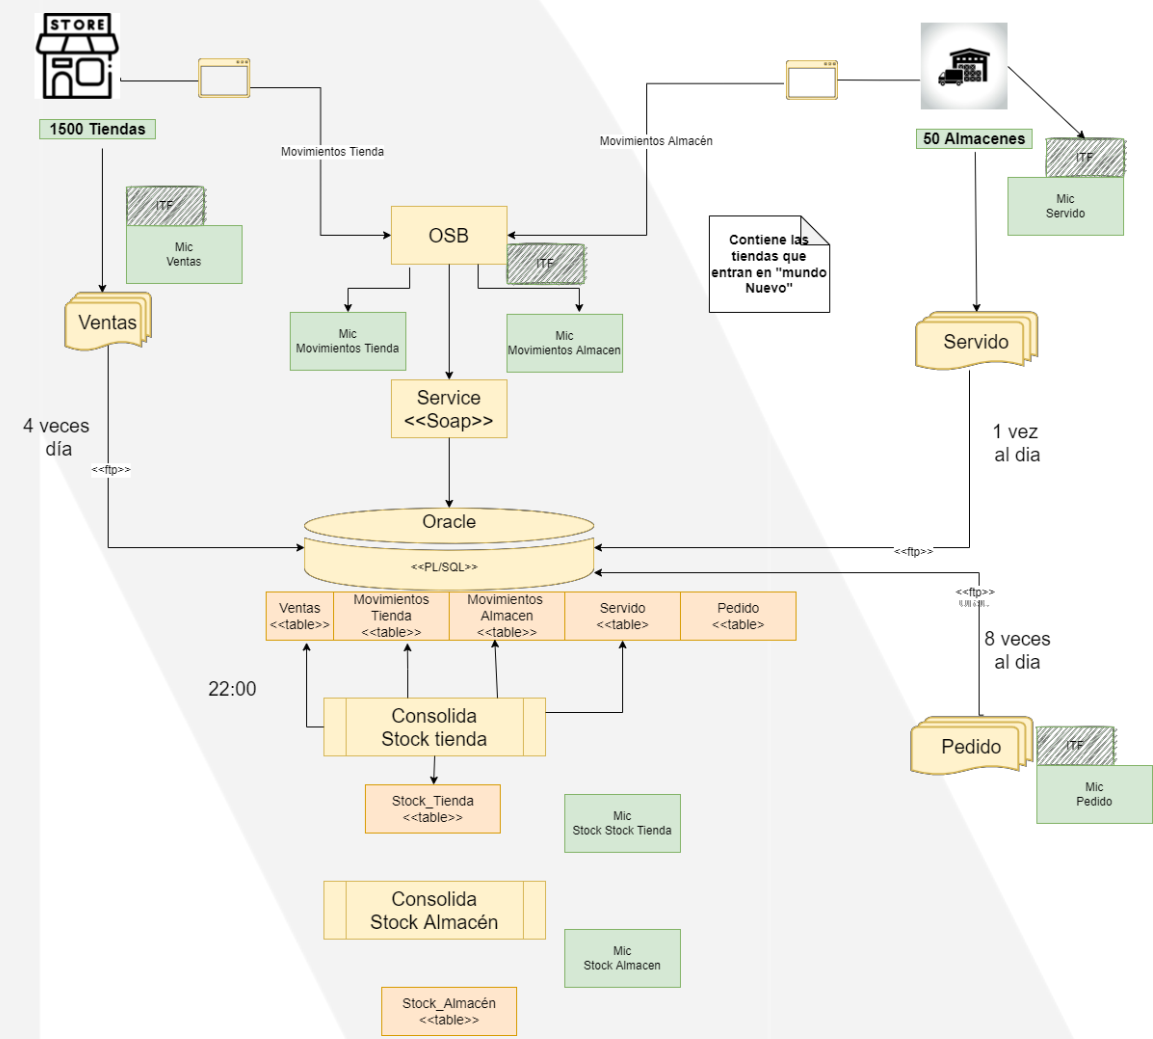 STORE
1500 Tiendas
50 Almacenes
Movimientos Tienda
Movimientos Almacén
ITF
Mic
Servido
ITF
Mic
Ventas
OSB
ITF
Contiene las
tiendas que
entran en "mundo
Nuevo"
Ventas
Mic
Movimientos Tienda
Mic
Movimientos Almacen
Servido
Service
<<Soap>>
4 veces
día
<<ftp>>
1 vez
al dia
<<ftp>>
Oracle
<<PL/SQL>>
<<ftp>>
Ventas
<<table>>
Movimientos
Tienda
<<table>>
Movimientos
Almacen
<<table>>
Servido
<<table>
Pedido
<<table>
8 veces
al dia
22:00
Consolida
Stock tienda
Pedido
ITF
Mic
Pedido
Stock_Tienda
<<table>>
Mic
Stock Stock Tienda
Consolida
Stock Almacén
Mic
Stock Almacen
Stock_Almacén
<<table>>